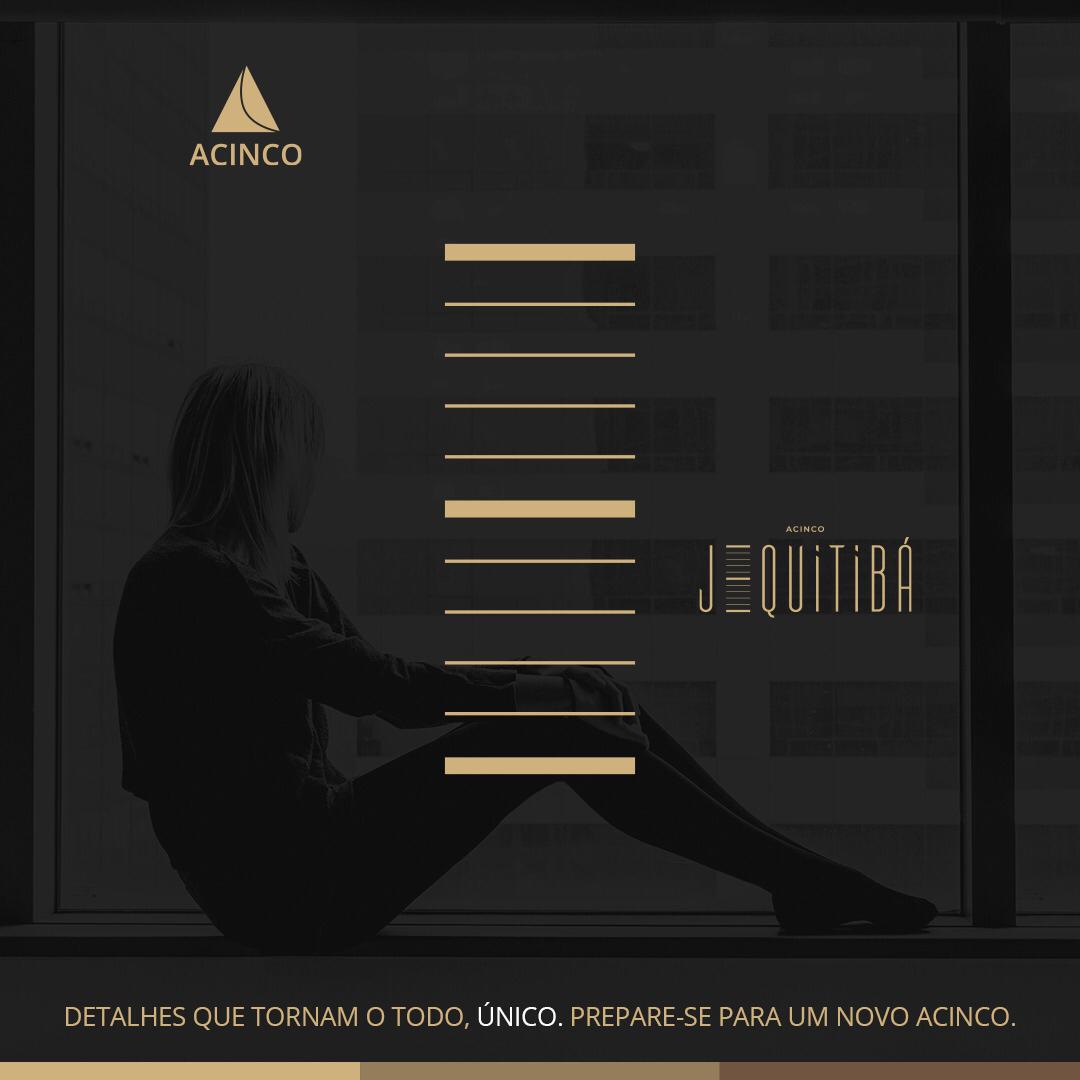 ACINCO
ACINCO
JEQUiTiBÁ
DETALHES QUE TORNAM O TODO, ÚNICO. PREPARE-SE PARA UM NOVO ACINCO.